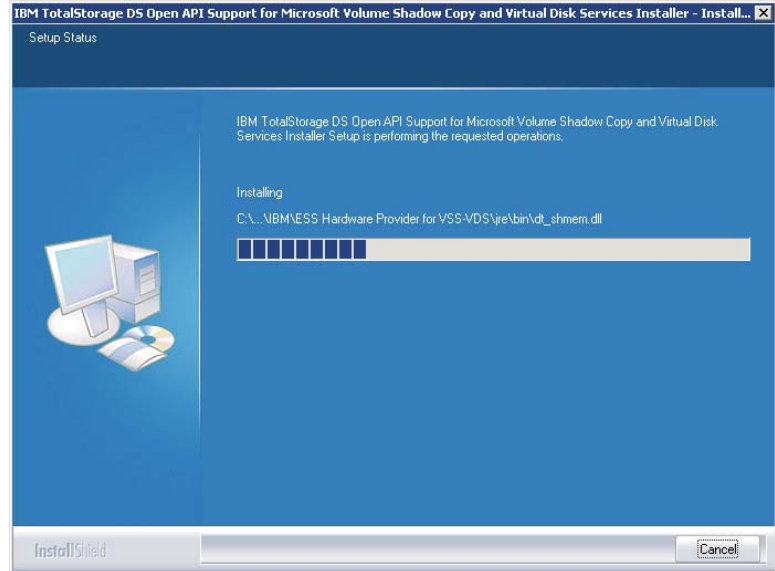 IBM TotalStorage DS Open API Support for Microsoft Volume Shadow Copy and Virtual Disk Services Installer - Install...
Setup Status
IBM TotalStorage DS Open API Support for Microsoft Volume Shadow Copy and Virtual Disk
Services Installer Setup is performing the requested operations.
Installing
C:\...\IBM\ESS Hardware Provider for VSS-VDS\jre\bin\dt_shmem.dll
InstallShield
Cancel